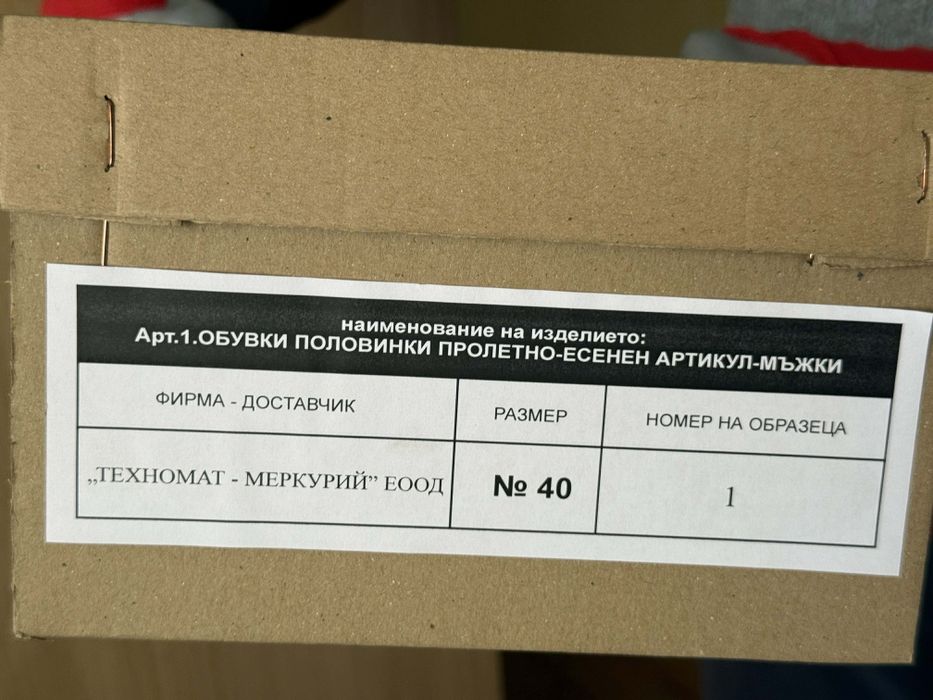 наименование на изделието:
Арт.1.ОБУВКИ ПОЛОВИНКИ ПРОЛЕТНО-ЕСЕНЕН АРТИКУЛ-МЪЖКИ
ФИРМА - ДОСТАВЧИК
РАЗМЕР
НОМЕР НА ОБРАЗЕЦА
„ТЕХНОМАТ - МЕРКУРИЙ” ЕООД
№ 40
1